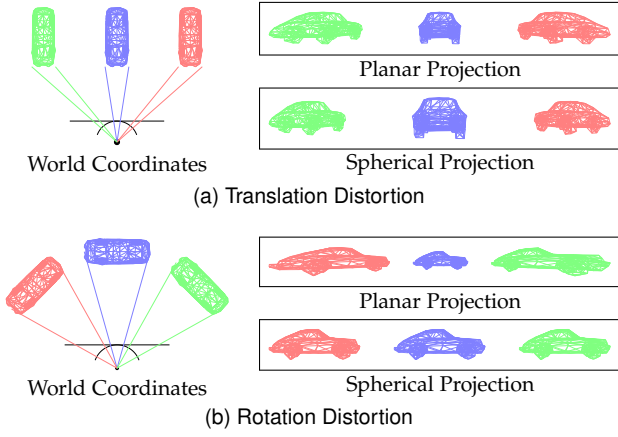 Planar Projection
World Coordinates
Spherical Projection
(a) Translation Distortion
Planar Projection
World Coordinates
Spherical Projection
(b) Rotation Distortion